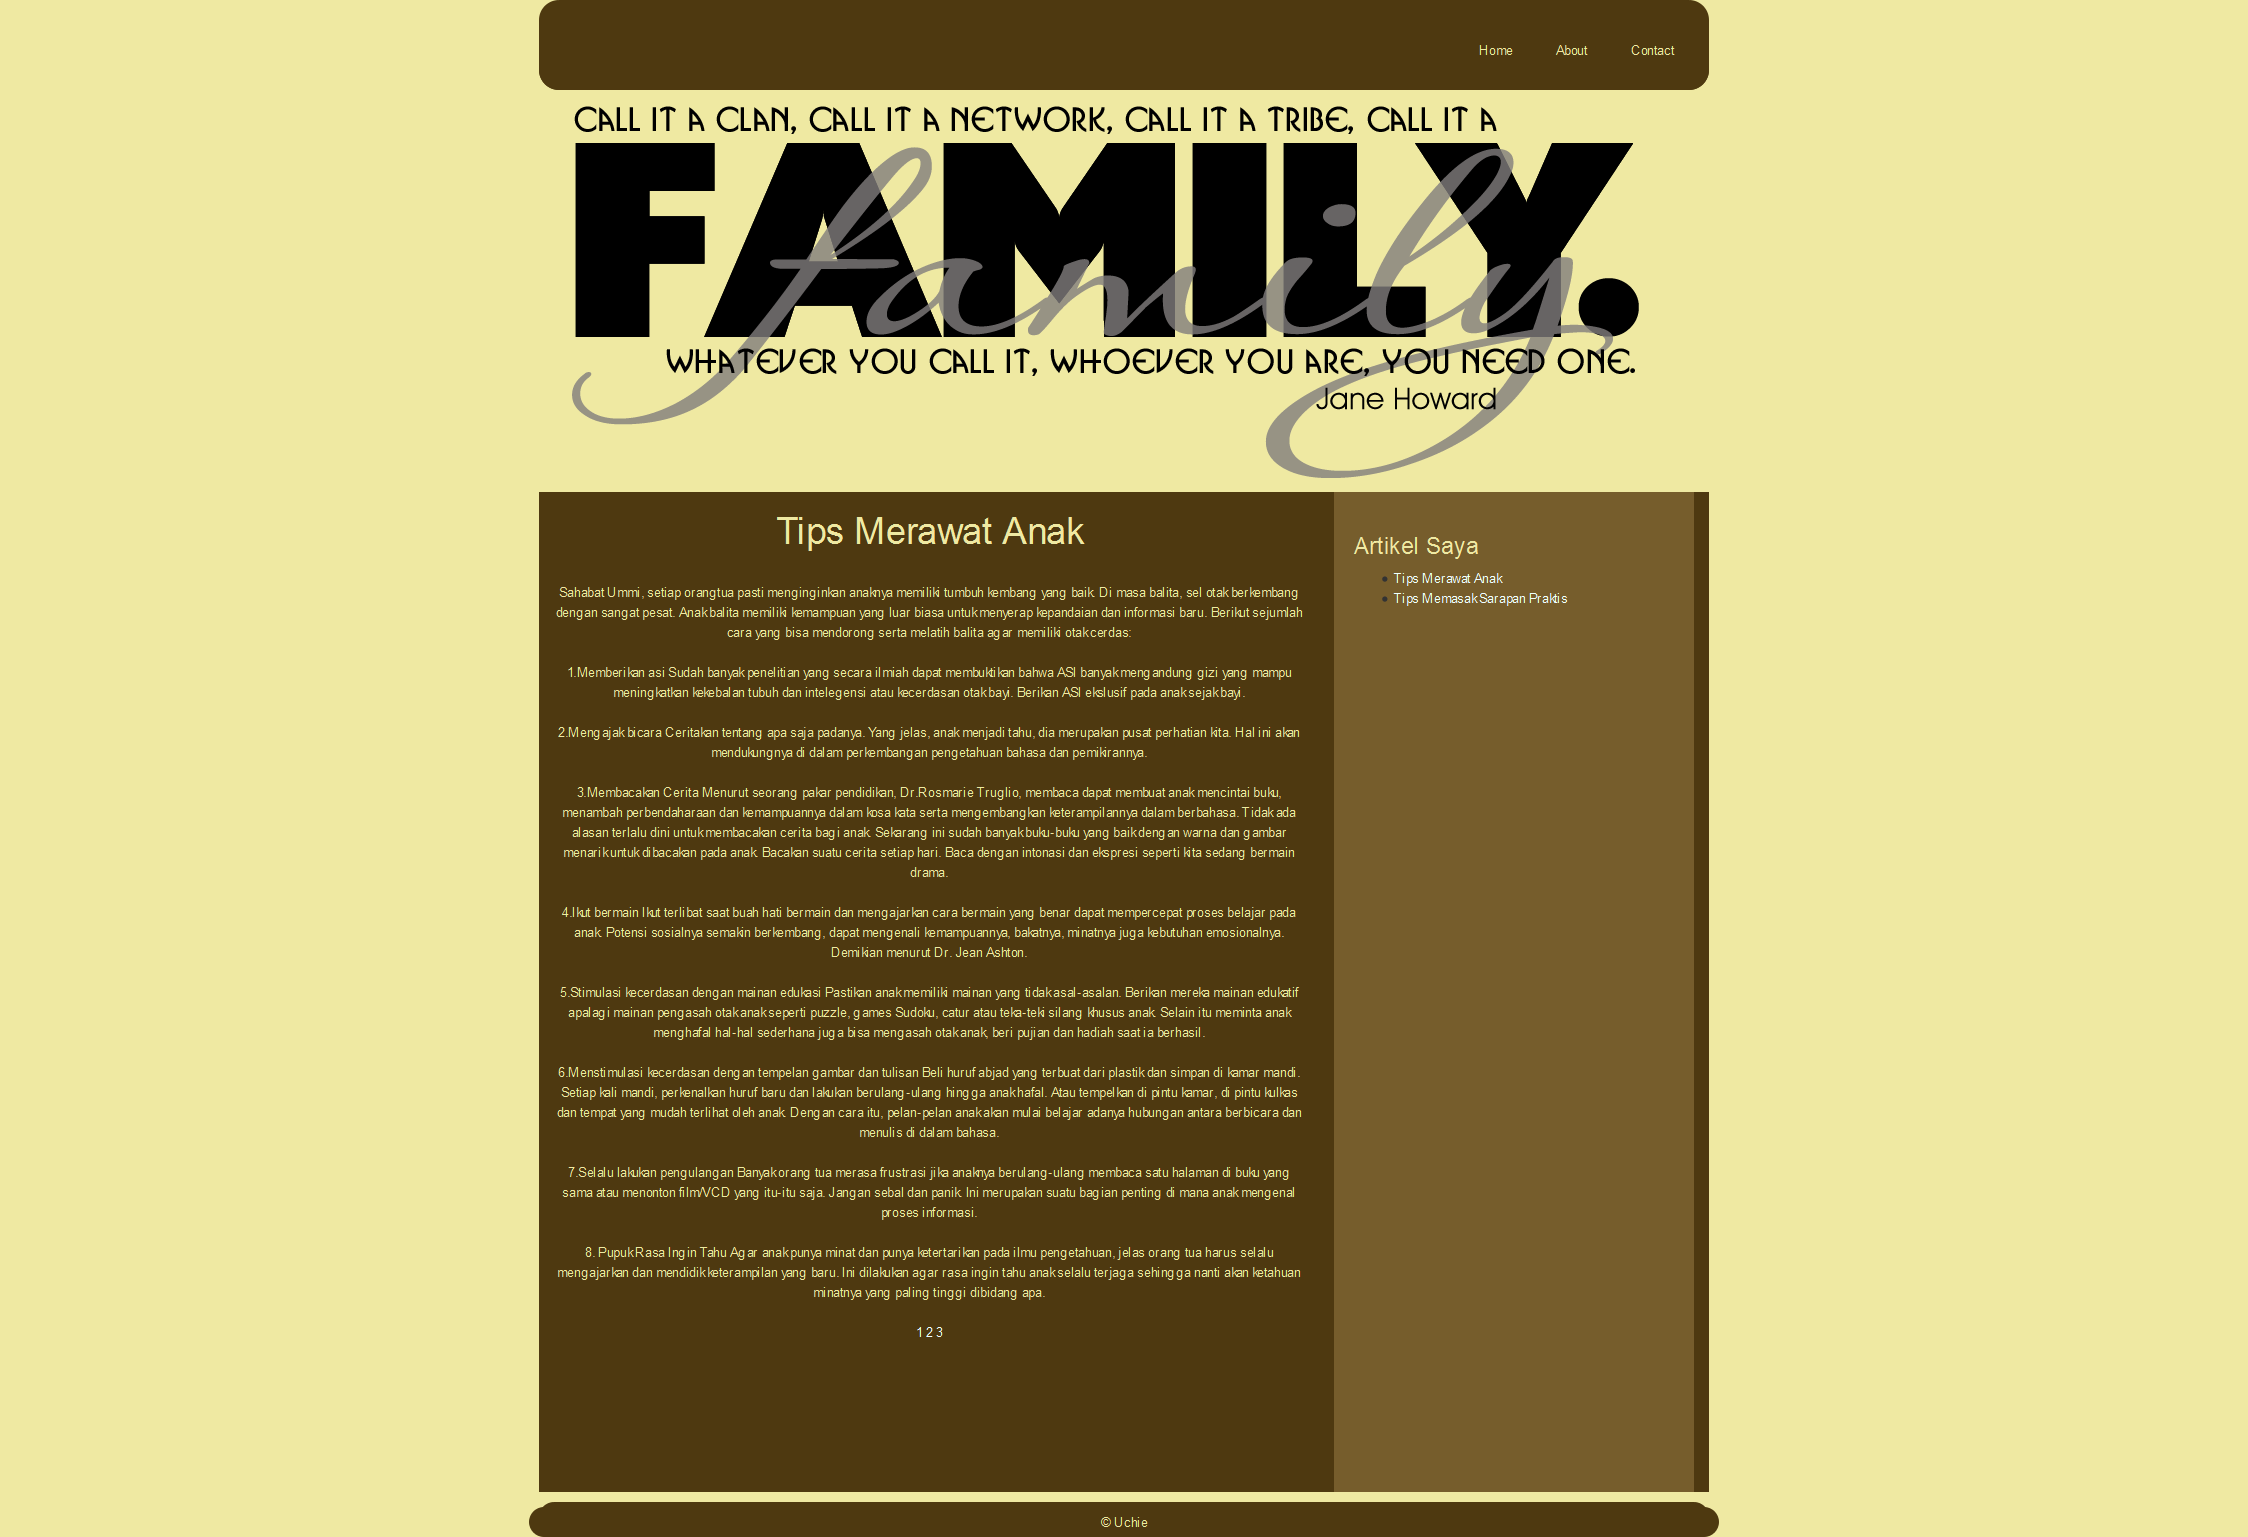 Home About Contact
CALL IT A CLAN, CALL IT A NETWORK, CALL IT A TRIBE, CALL IT A
FAMILY.
family
WHATEVER YOU CALL IT, WHOEVER YOU ARE, YOU NEED ONE.
Jane Howard
Tips Merawat Anak
Sahabat Ummi, setiap orangtua pasti menginginkan anaknya memiliki tumbuh kembang yang baik. Di masa balita, sel otak berkembang
dengan sangat pesat. Anak balita memiliki kemampuan yang luar biasa untuk menyerap kepandaian dan informasi baru. Berikut sejumlah
cara yang bisa mendorong serta melatih balita agar memiliki otak cerdas:
1.Memberikan asi Sudah banyak penelitian yang secara ilmiah dapat membuktikan bahwa ASI banyak mengandung gizi yang mampu
meningkatkan kekebalan tubuh dan intelegensi atau kecerdasan otak bayi. Berikan ASI ekslusif pada anak sejak bayi.
2.Mengajak bicara Ceritakan tentang apa saja padanya. Yang jelas, anak menjadi tahu, dia merupakan pusat perhatian kita. Hal ini akan
mendukungnya di dalam perkembangan pengetahuan bahasa dan pemikirannya.
3.Membacakan Cerita Menurut seorang pakar pendidikan, Dr.Rosmarie Truglio, membaca dapat membuat anak mencintai buku,
menambah perbendaharaan dan kemampuannya dalam kosa kata serta mengembangkan keterampilannya dalam berbahasa. Tidak ada
alasan terlalu dini untuk membacakan cerita bagi anak. Sekarang ini sudah banyak buku-buku yang baik dengan warna dan gambar
menarik untuk dibacakan pada anak. Bacakan suatu cerita setiap hari. Baca dengan intonasi dan ekspresi seperti kita sedang bermain
drama.
4.Ikut bermain Ikut terlibat saat buah hati bermain dan mengajarkan cara bermain yang benar dapat mempercepat proses belajar pada
anak. Potensi sosialnya semakin berkembang, dapat mengenali kemampuannya, bakatnya, minatnya juga kebutuhan emosionalnya.
Demikian menurut Dr. Jean Ashton.
5.Stimulasi kecerdasan dengan mainan edukasi Pastikan anak memiliki mainan yang tidak asal-asalan. Berikan mereka mainan edukatif
apalagi mainan pengasah otak anak seperti puzzle, games Sudoku, catur atau teka-teki silang khusus anak. Selain itu meminta anak
menghafal hal-hal sederhana juga bisa mengasah otak anak, beri pujian dan hadiah saat ia berhasil.
6.Menstimulasi kecerdasan dengan tempelan gambar dan tulisan Beli huruf abjad yang terbuat dari plastik dan simpan di kamar mandi.
Setiap kali mandi, perkenalkan huruf baru dan lakukan berulang-ulang hingga anak hafal. Atau tempelkan di pintu kamar, di pintu kulkas
dan tempat yang mudah terlihat oleh anak. Dengan cara itu, pelan-pelan anak akan mulai belajar adanya hubungan antara berbicara dan
menulis di dalam bahasa.
7.Selalu lakukan pengulangan Banyak orang tua merasa frustrasi jika anaknya berulang-ulang membaca satu halaman di buku yang
sama atau menonton film/VCD yang itu-itu saja. Jangan sebal dan panik. Ini merupakan suatu bagian penting di mana anak mengenal
proses informasi.
8. Pupuk Rasa Ingin Tahu Agar anak punya minat dan punya ketertarikan pada ilmu pengetahuan, jelas orang tua harus selalu
mengajarkan dan mendidik keterampilan yang baru. Ini dilakukan agar rasa ingin tahu anak selalu terjaga sehingga nanti akan ketahuan
minatnya yang paling tinggi dibidang apa.
1 2 3
Artikel Saya
• Tips Merawat Anak
• Tips Memasak Sarapan Praktis
© Uchie